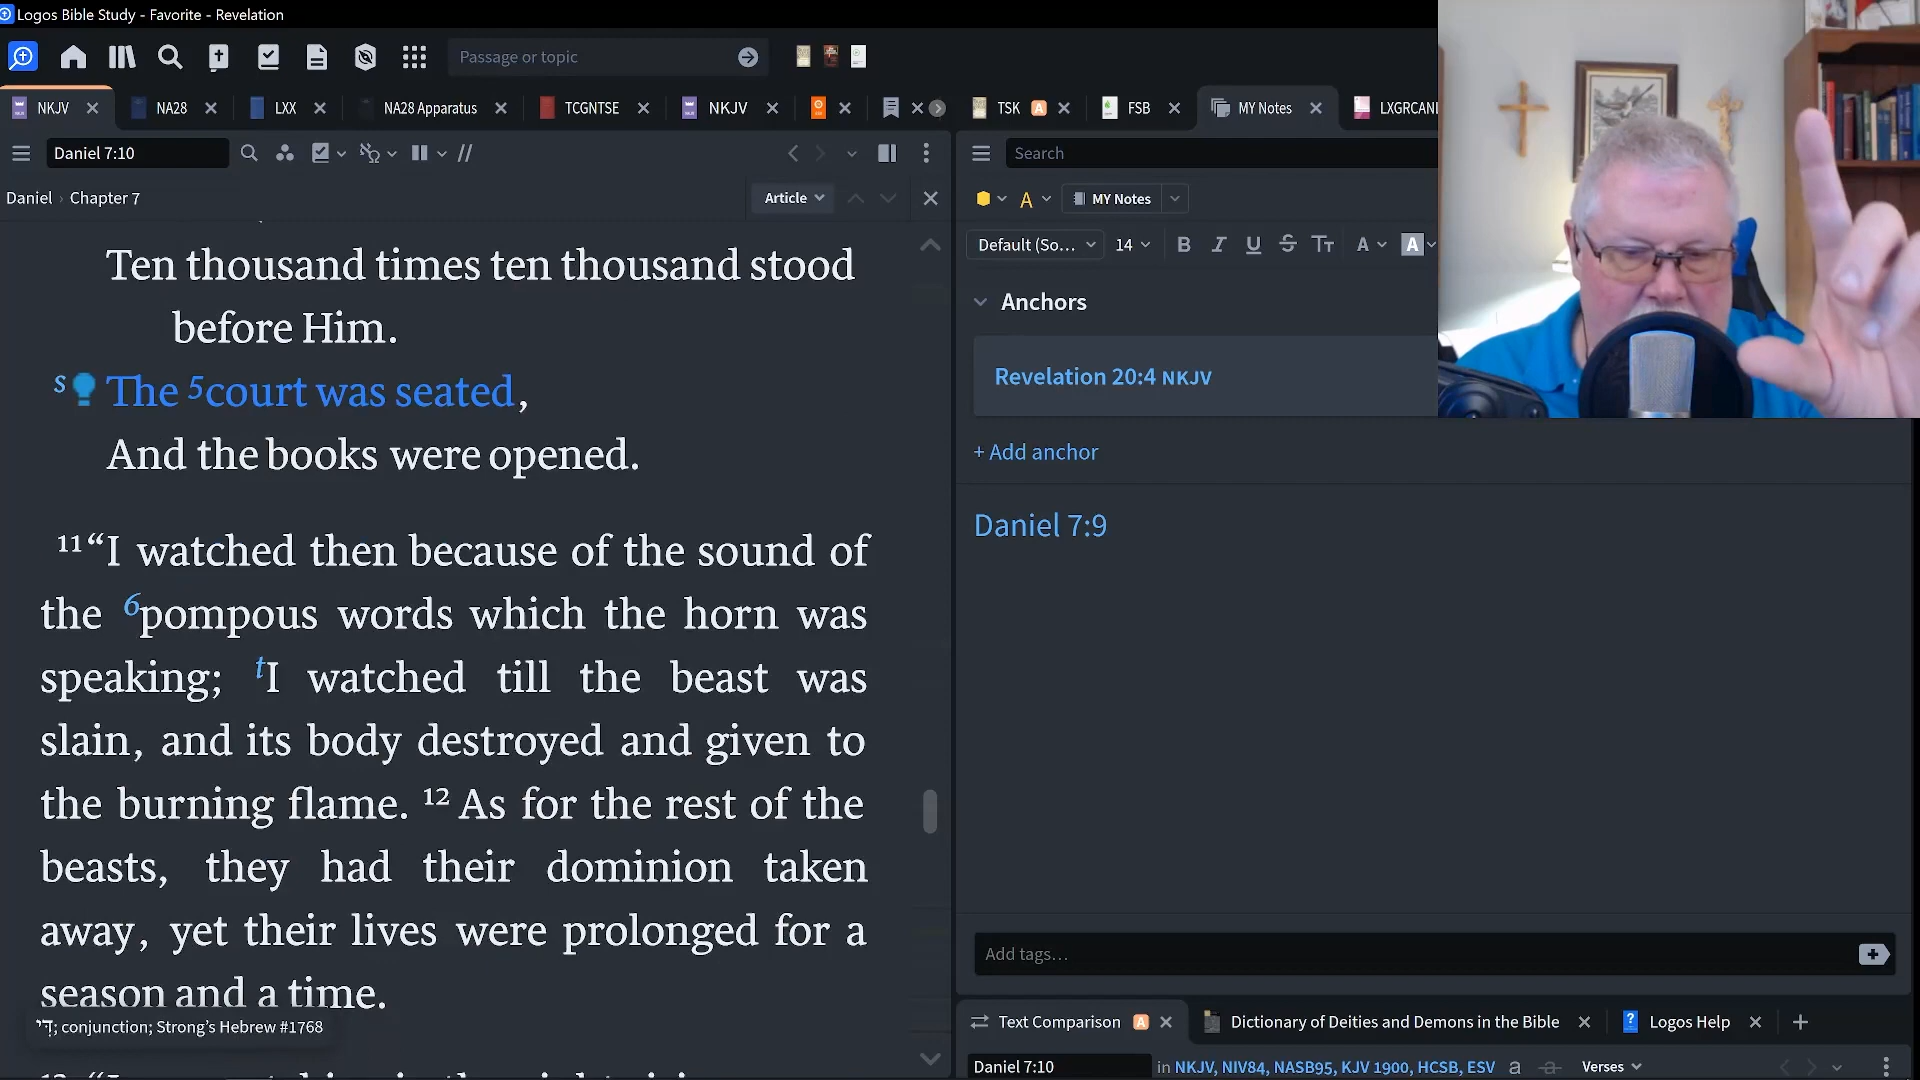 Logos Bible Study - Favorite - Revelation
Passage or topic
NKJV
NA28
LXX
NA28 Apparatus
TCGNTSE
NKJV
TSK A
FSB
MY Notes
LXGRCANI
Daniel 7:10
Search
Daniel › Chapter 7
Article
A
MY Notes
Default (So...
14
B I U S Tт A A
Ten thousand times ten thousand stood
before Him.
s The 5court was seated,
And the books were opened.
11 “I watched then because of the sound of
the 6pompous words which the horn was
speaking; tI watched till the beast was
slain, and its body destroyed and given to
the burning flame. 12 As for the rest of the
beasts, they had their dominion taken
away, yet their lives were prolonged for a
season and a time.
דִּי; conjunction; Strong’s Hebrew #1768
Anchors
Revelation 20:4 NKJV
+ Add anchor
Daniel 7:9
Add tags...
Text Comparison A
Dictionary of Deities and Demons in the Bible
Logos Help
Daniel 7:10
in NKJV, NIV84, NASB95, KJV 1900, HCSB, ESV
a
a
Verses